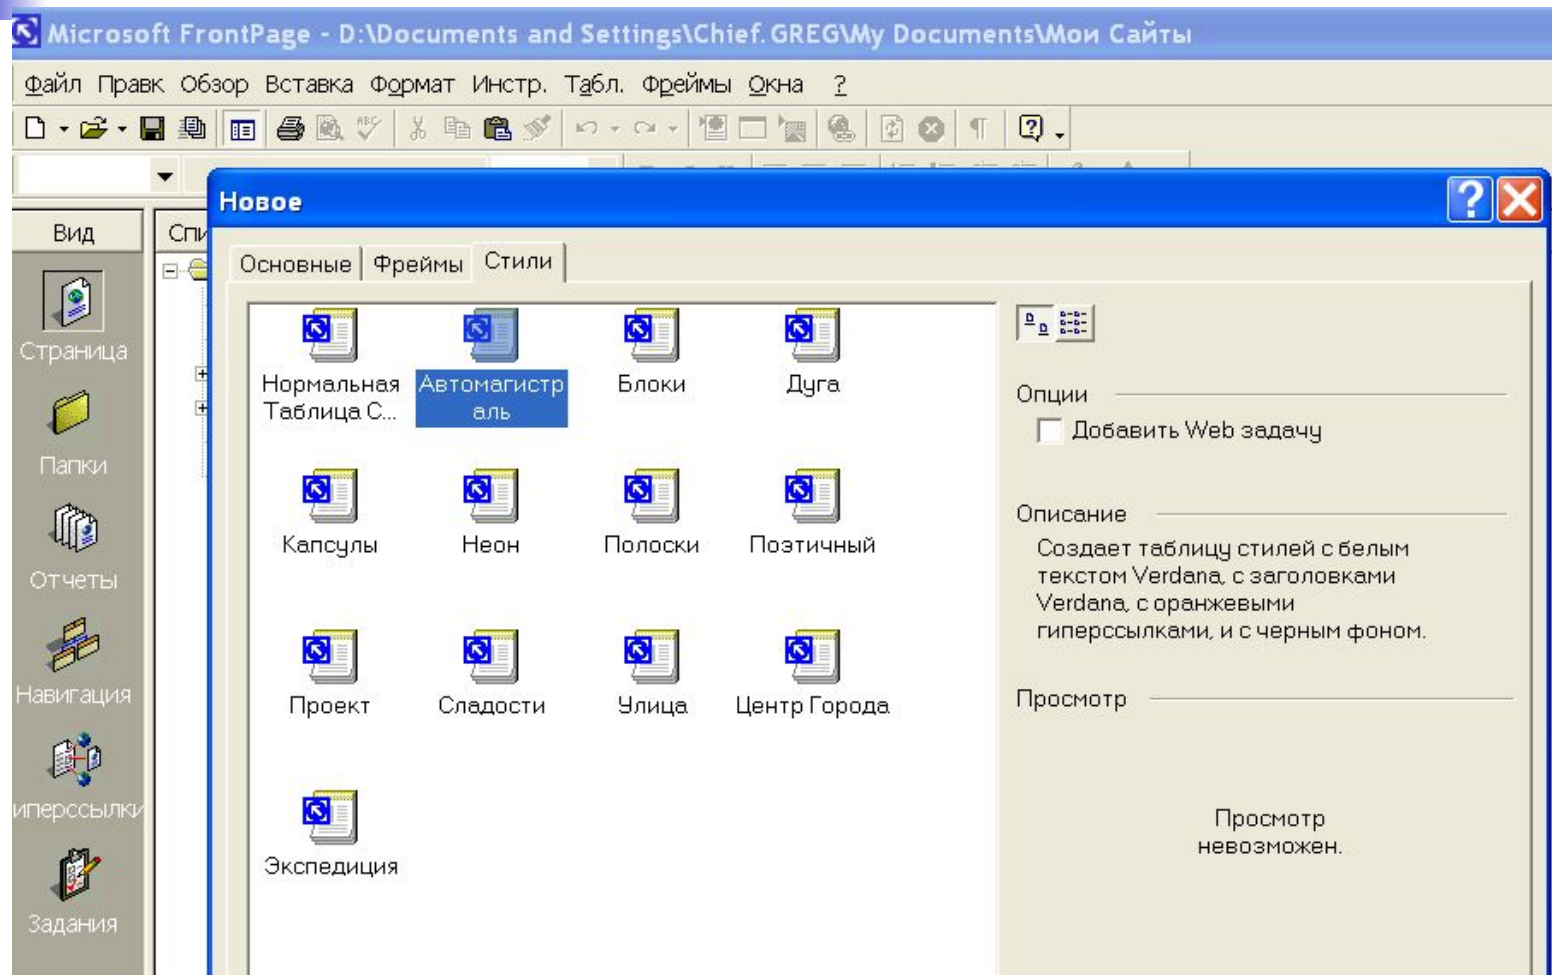 Microsoft FrontPage - D:\Documents and Settings\Chief.GREG\My Documents\Мои Сайты
Файл Правк Обзор Вставка Формат Инстр. Табл. Фреймы Окна ?
Новое
Вид
Спи
Основные Фреймы Стили
Страница
Папки
Отчеты
Навигация
иперссылки
Задания
Нормальная
Таблица С...
Автомагистр
аль
Блоки
Дуга
Капсулы
Неон
Полоски
Поэтичный
Проект
Сладости
Улица
Центр Города
Экспедиция
Опции
Добавить Web задачу
Описание
Создает таблицу стилей с белым
текстом Verdana, с заголовками
Verdana, с оранжевыми
гиперссылками, и с черным фоном.
Просмотр
Просмотр
невозможен.